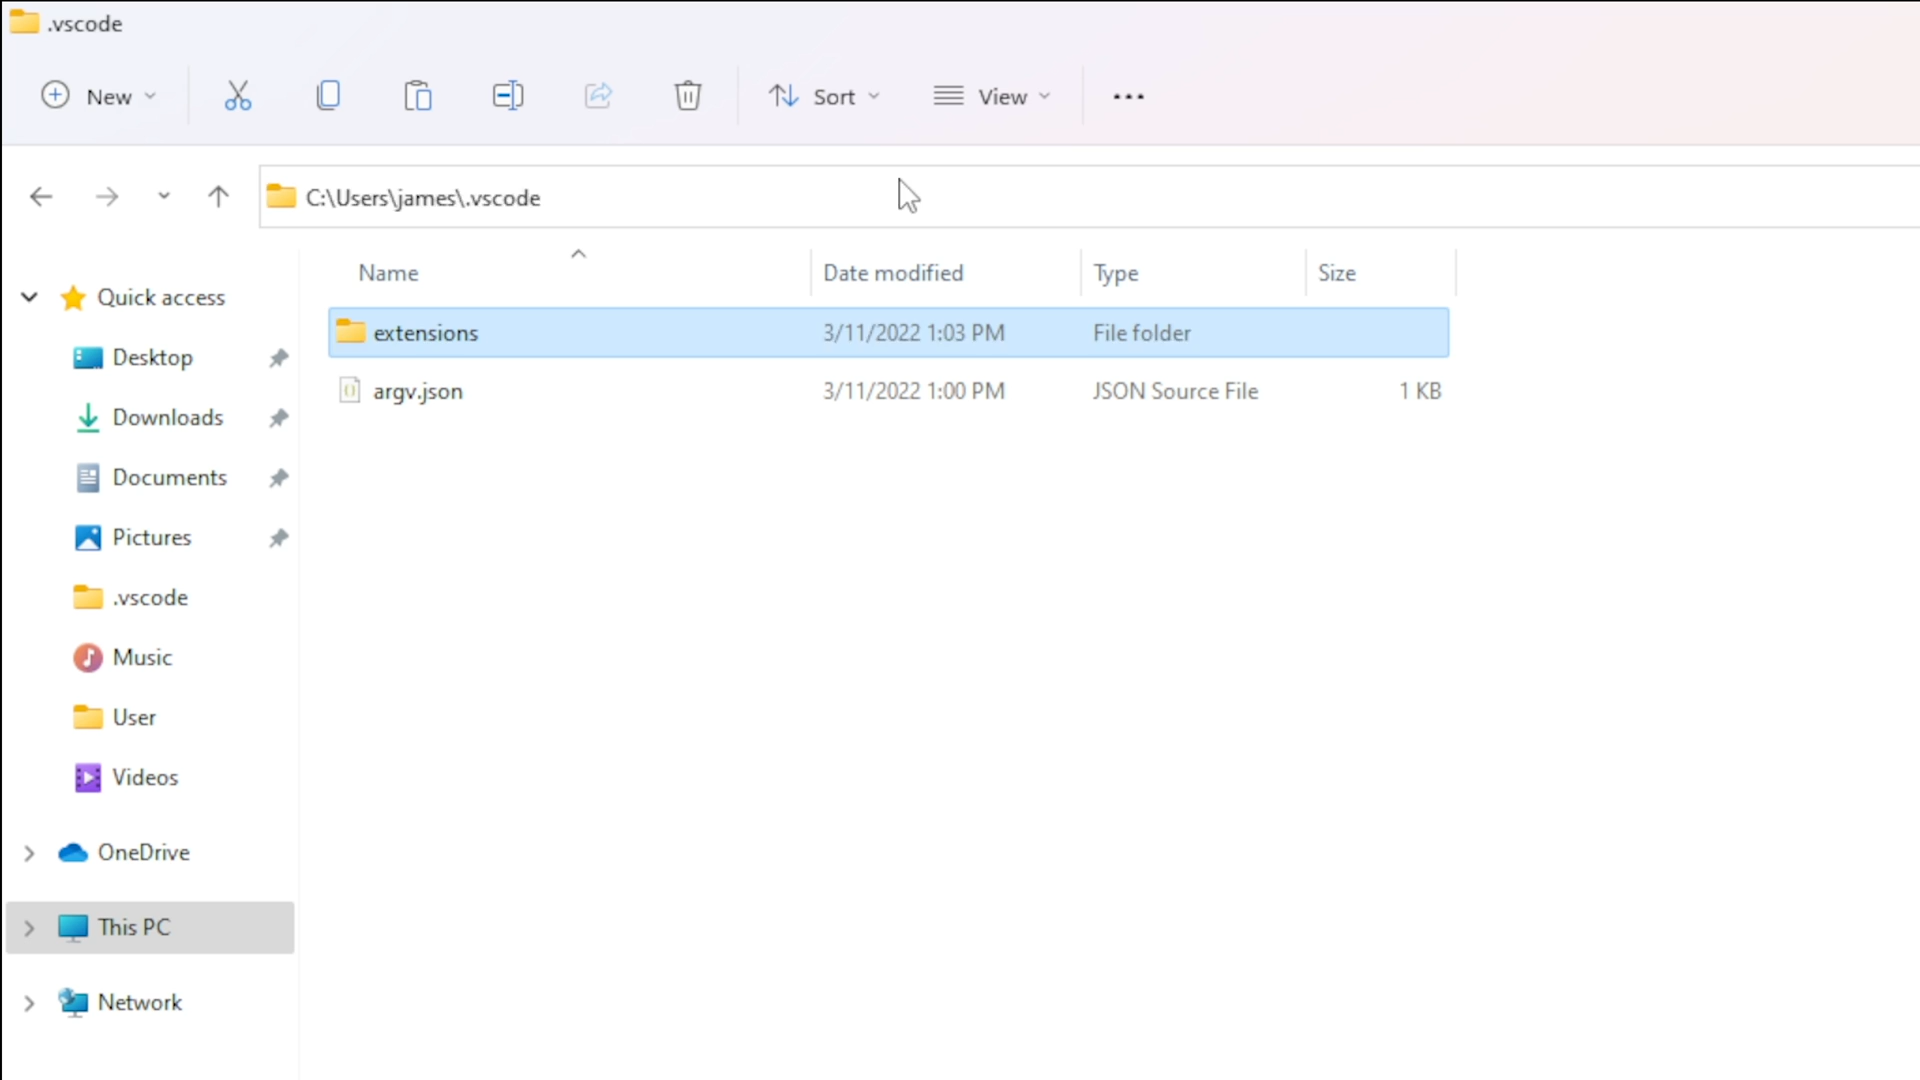 .vscode
New
Sort
View
C:\Users\james\.vscode
Name Date modified Type Size
extensions 3/11/2022 1:03 PM File folder
argv.json 3/11/2022 1:00 PM JSON Source File 1 KB
Quick access
Desktop
Downloads
Documents
Pictures
.vscode
Music
User
Videos
OneDrive
This PC
Network